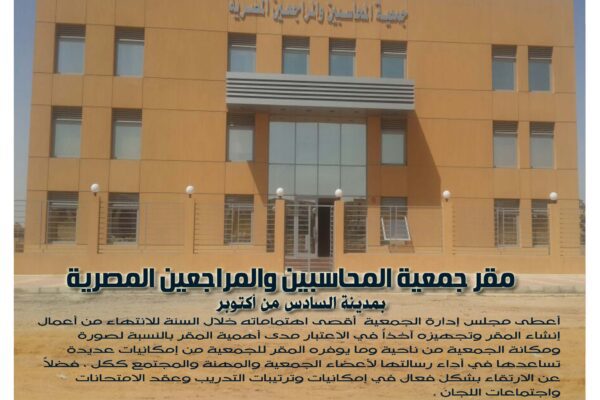 جمعية المحاسبين والمراجعين المصرية
مقر جمعية المحاسبين والمراجعين المصرية
بمدينة السادس من أكتوبر
أعطى مجلس إدارة الجمعية أقصى اهتماماته خلال السنة للانتهاء من أعمال
إنشاء المقر وتجهيزه آخذاً في الاعتبار مدى أهمية المقر بالنسبة لصورة
ومكانة الجمعية من ناحية وما يوفره المقر للجمعية من إمكانيات عديدة
تساعدها في أداء رسالتها لأعضاء الجمعية والمهنة والمجتمع ككل ، فضلاً
عن الارتقاء بشكل فعال في إمكانيات وترتيبات التدريب وعقد الامتحانات
واجتماعات اللجان .